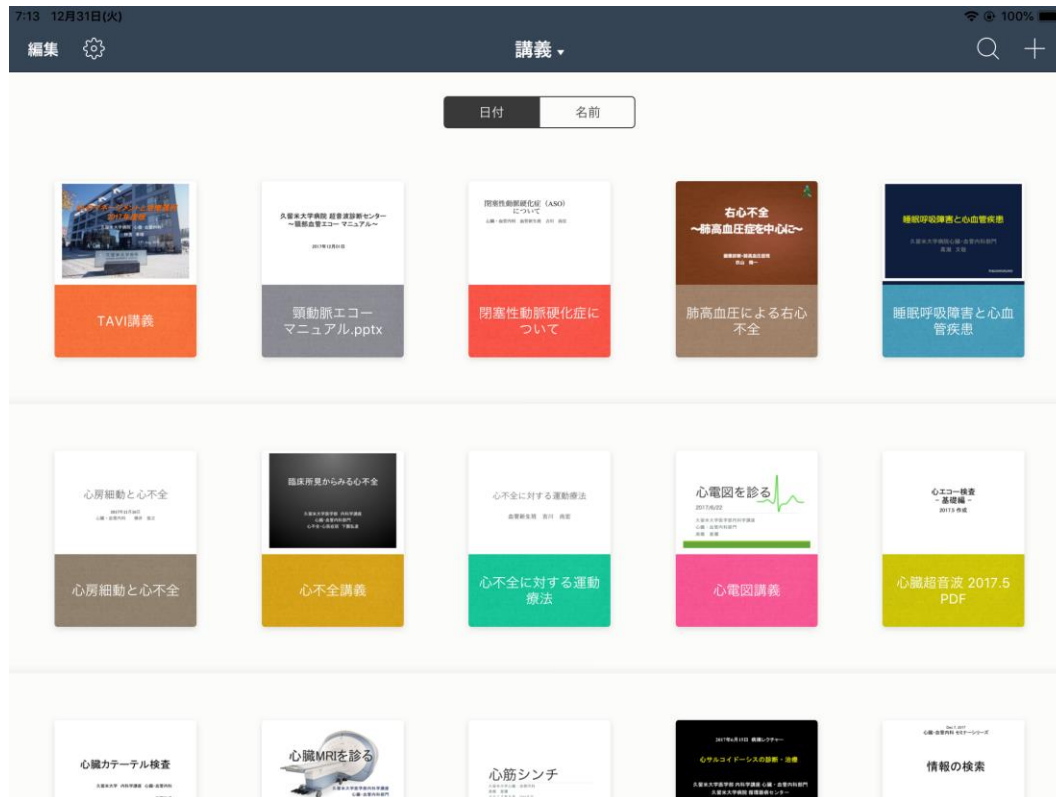 7:13 12月31日(火)
100%
編集
講義
日付
名前
久留米大学病院 超音波診断センター
〜頸部血管エコー マニュアル〜
2017年12月31日
閉塞性動脈硬化症（ASO）
について
右心不全
〜肺高血圧症を中心に〜
睡眠呼吸障害と心血管疾患
TAVI講義
頸動脈エコー
マニュアル.pptx
閉塞性動脈硬化症に
ついて
肺高血圧による右心
不全
睡眠呼吸障害と心血
管疾患
心房細動と心不全
臨床所見からみる心不全
心不全に対する運動療法
心電図を診る
2017/6/22
心エコー検査
- 基礎編 -
2017.5 作成
心房細動と心不全
心不全講義
心不全に対する運動
療法
心電図講義
心臓超音波 2017.5
PDF
心臓カテーテル検査
心臓MRIを診る
心筋シンチ
心サルコイドーシスの診断・治療
情報の検索